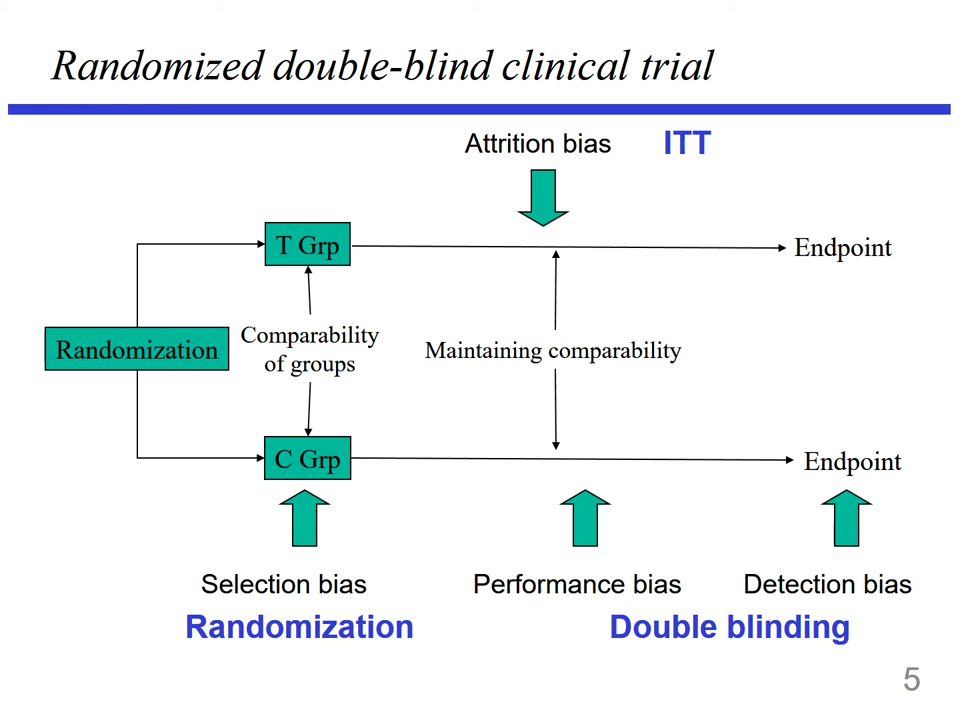 Randomized double-blind clinical trial
Attrition bias
ITT
T Grp
Endpoint
Randomization
Comparability
of groups
Maintaining comparability
C Grp
Endpoint
Selection bias
Performance bias
Detection bias
Randomization
Double blinding
5